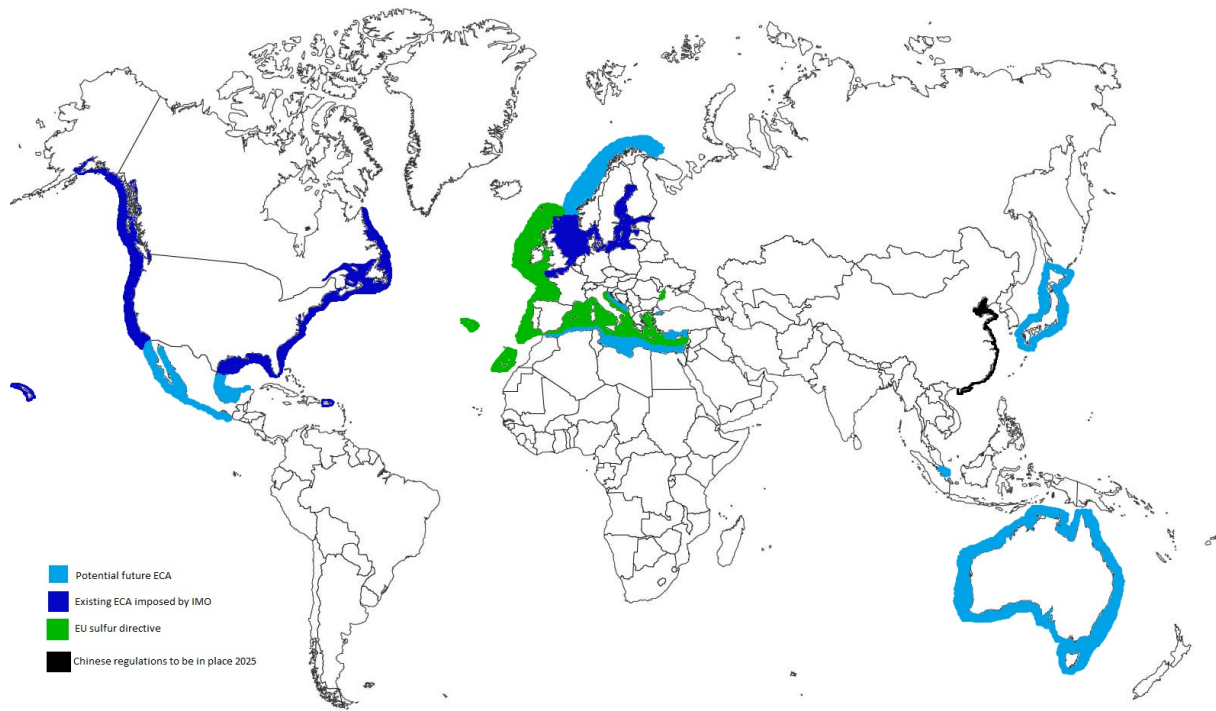 Potential future ECA
Existing ECA imposed by IMO
EU sulfur directive
Chinese regulations to be in place 2025